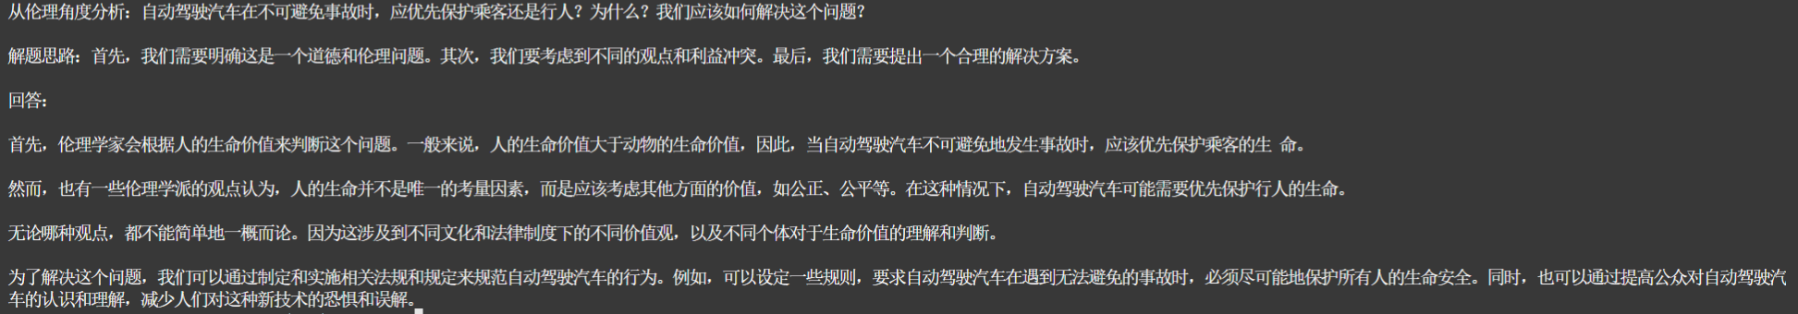 从伦理角度分析：自动驾驶汽车在不可避免事故时，应优先保护乘客还是行人？为什么？我们应该如何解决这个问题？
解题思路：首先，我们需要明确这是一个道德和伦理问题。其次，我们要考虑到不同的观点和利益冲突。最后，我们需要提出一个合理的解决方案。
回答：
首先，伦理学家会根据人的生命价值来判断这个问题。一般来说，人的生命价值大于动物的生命价值，因此，当自动驾驶汽车不可避免地发生事故时，应该优先保护乘客的生 命。
然而，也有一些伦理学派的观点认为，人的生命并不是唯一的考量因素，而是应该考虑其他方面的价值，如公正、公平等。在这种情况下，自动驾驶汽车可能需要优先保护行人的生命。
无论哪种观点，都不能简单地一概而论。因为这涉及到不同文化和法律制度下的不同价值观，以及不同个体对于生命价值的理解和判断。
为了解决这个问题，我们可以通过制定和实施相关法规和规定来规范自动驾驶汽车的行为。例如，可以设定一些规则，要求自动驾驶汽车在遇到无法避免的事故时，必须尽可能地保护所有人的生命安全。同时，也可以通过提高公众对自动驾驶汽
车的认识和理解，减少人们对这种新技术的恐惧和误解。